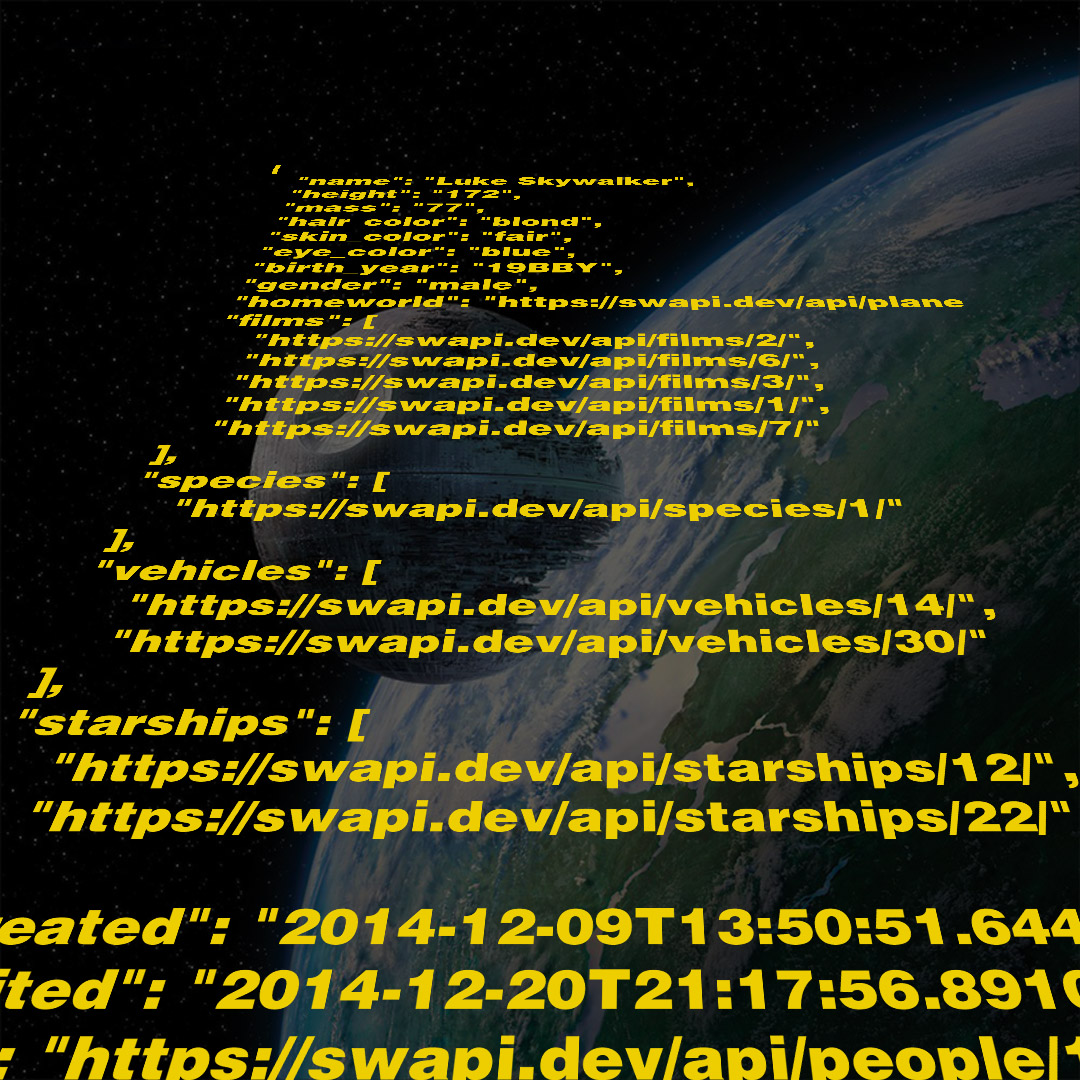 {
"name": "Luke Skywalker",
"height": "172",
"mass": "77",
"hair_color": "blond",
"skin_color": "fair",
"eye_color": "blue",
"birth_year": "19BBY",
"gender": "male",
"homeworld": "https://swapi.dev/api/plane
"films": [
"https://swapi.dev/api/films/2/",
"https://swapi.dev/api/films/6/",
"https://swapi.dev/api/films/3/",
"https://swapi.dev/api/films/1/",
"https://swapi.dev/api/films/7/"
],
"species": [
"https://swapi.dev/api/species/1/"
],
"vehicles": [
"https://swapi.dev/api/vehicles/14/",
"https://swapi.dev/api/vehicles/30/"
],
"starships": [
"https://swapi.dev/api/starships/12/",
"https://swapi.dev/api/starships/22/"
eated": "2014-12-09T13:50:51.644
ited": "2014-12-20T21:17:56.8910
: "https://swapi.dev/api/people/1